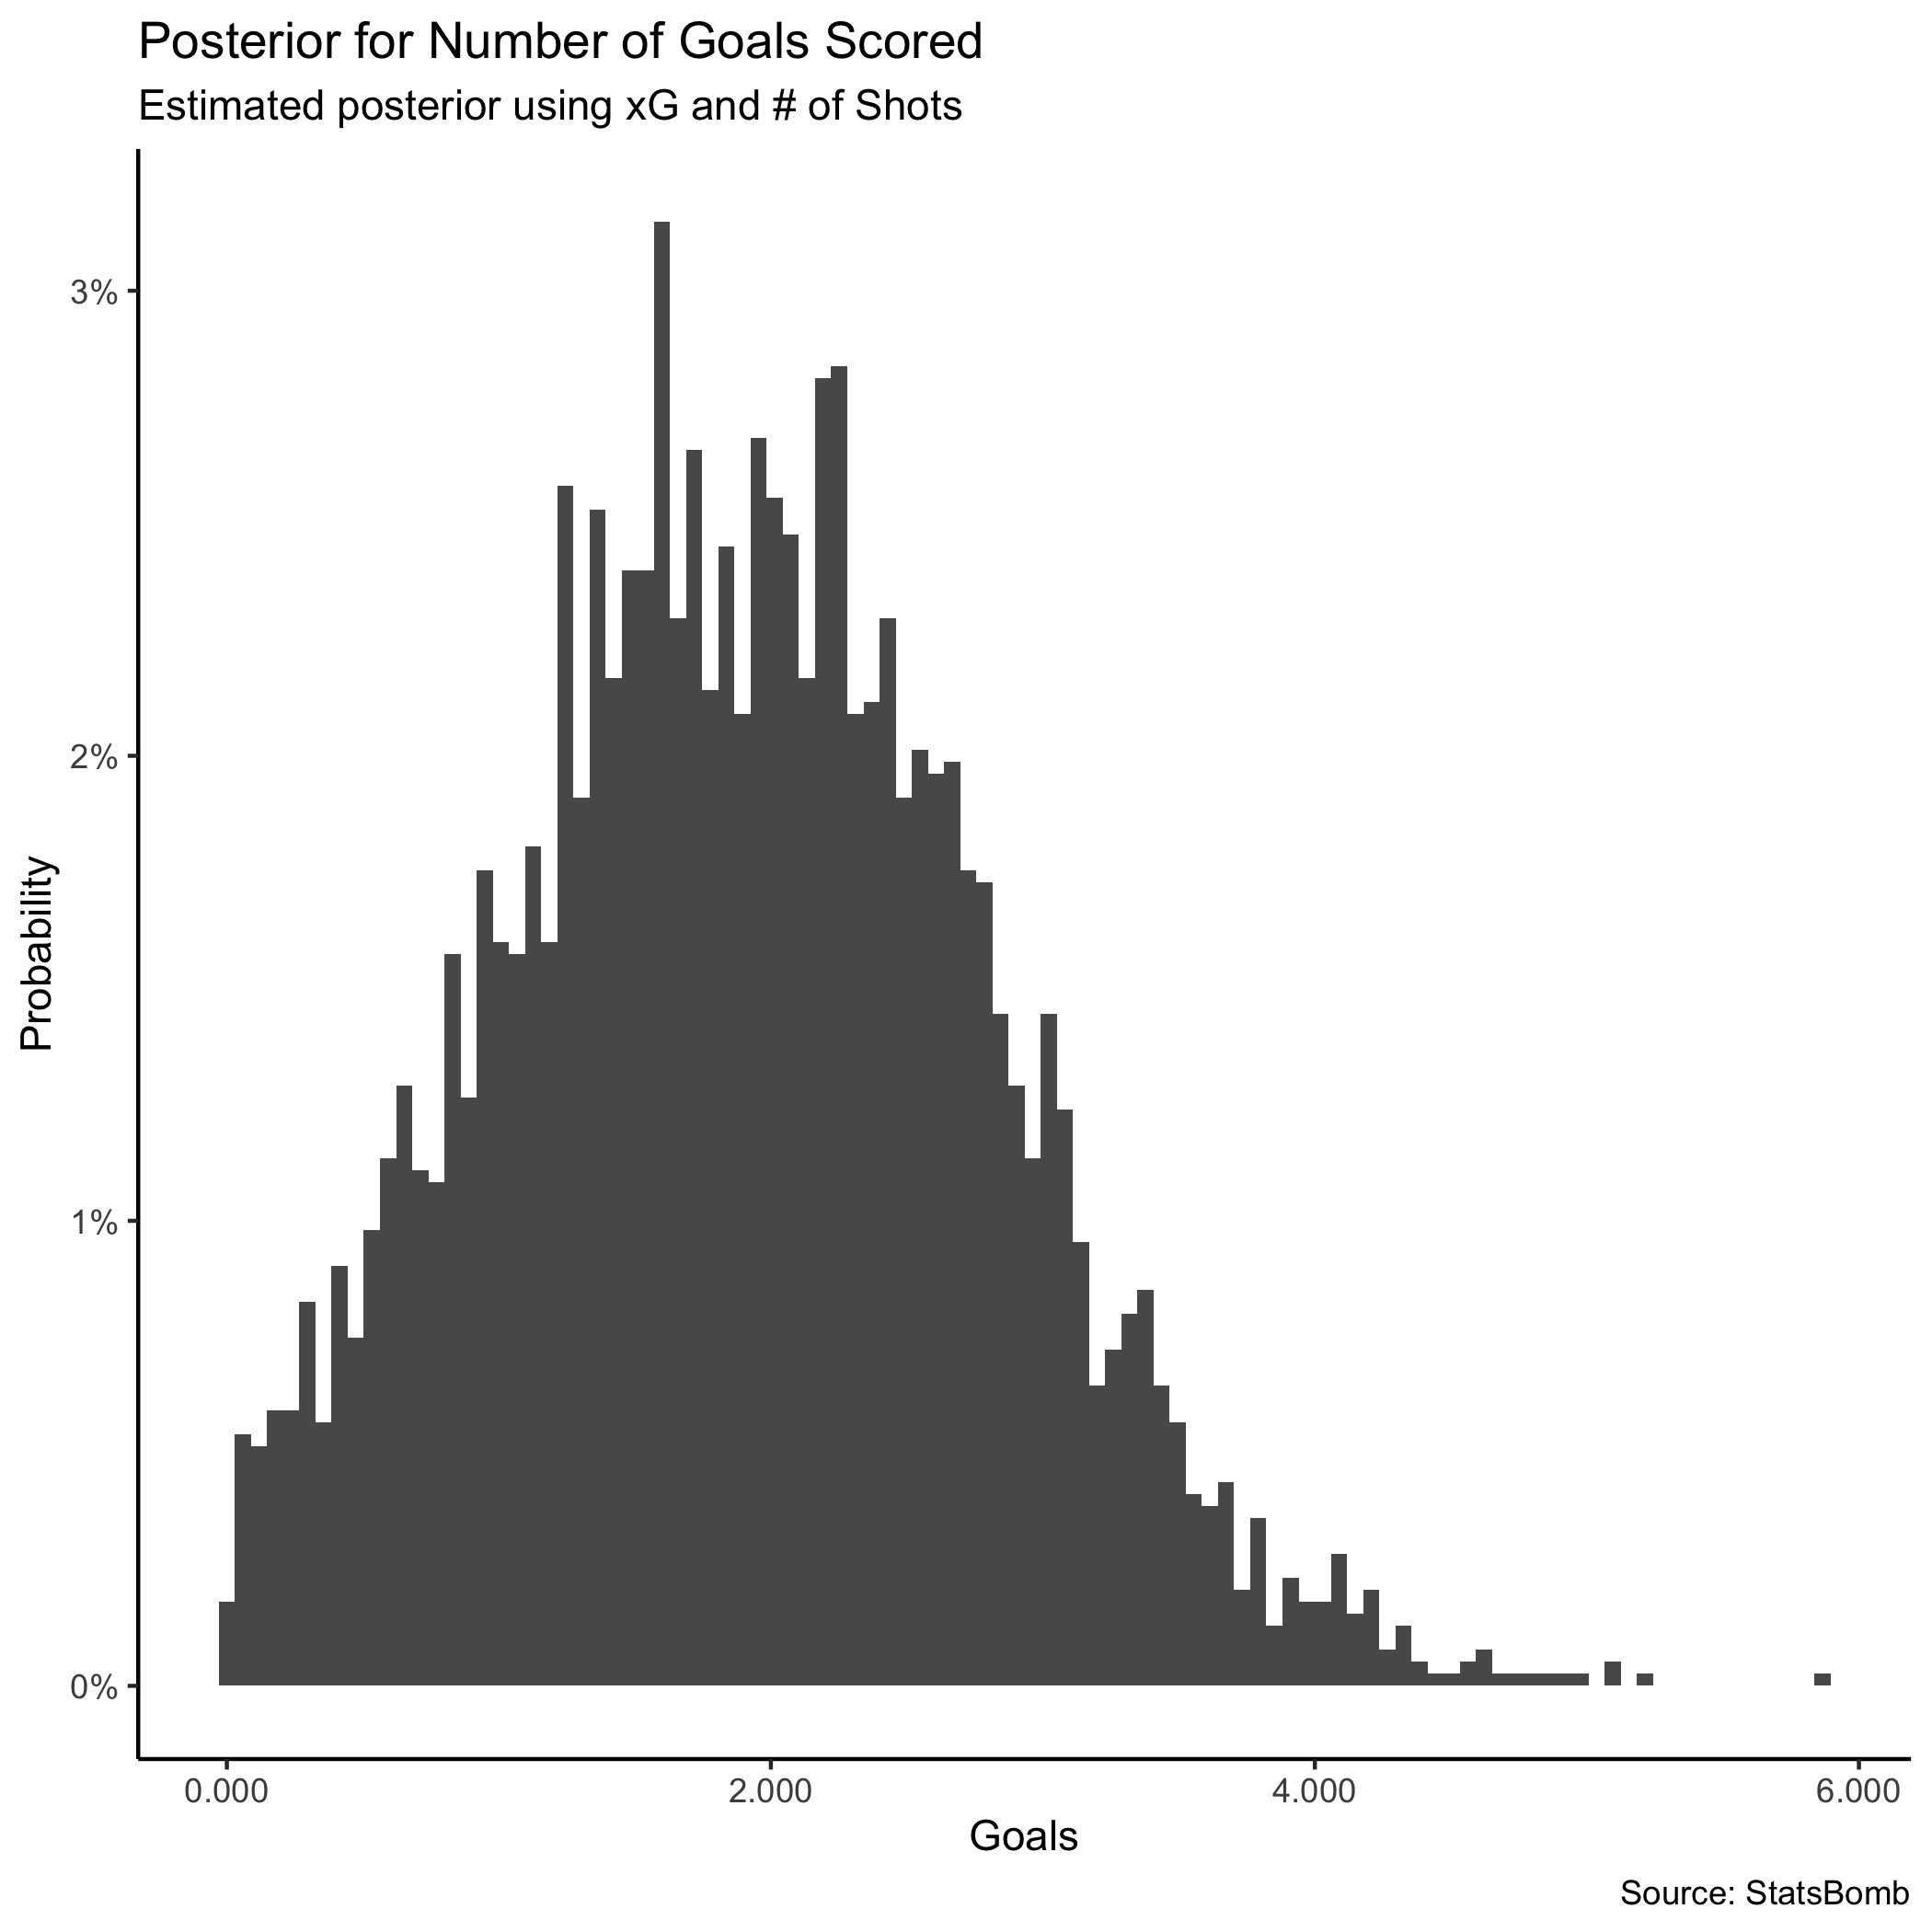 Posterior for Number of Goals Scored
Estimated posterior using xG and # of Shots
3%
2%
1%
0%
Probability
0.000
2.000
4.000
6.000
Goals
Source: StatsBomb